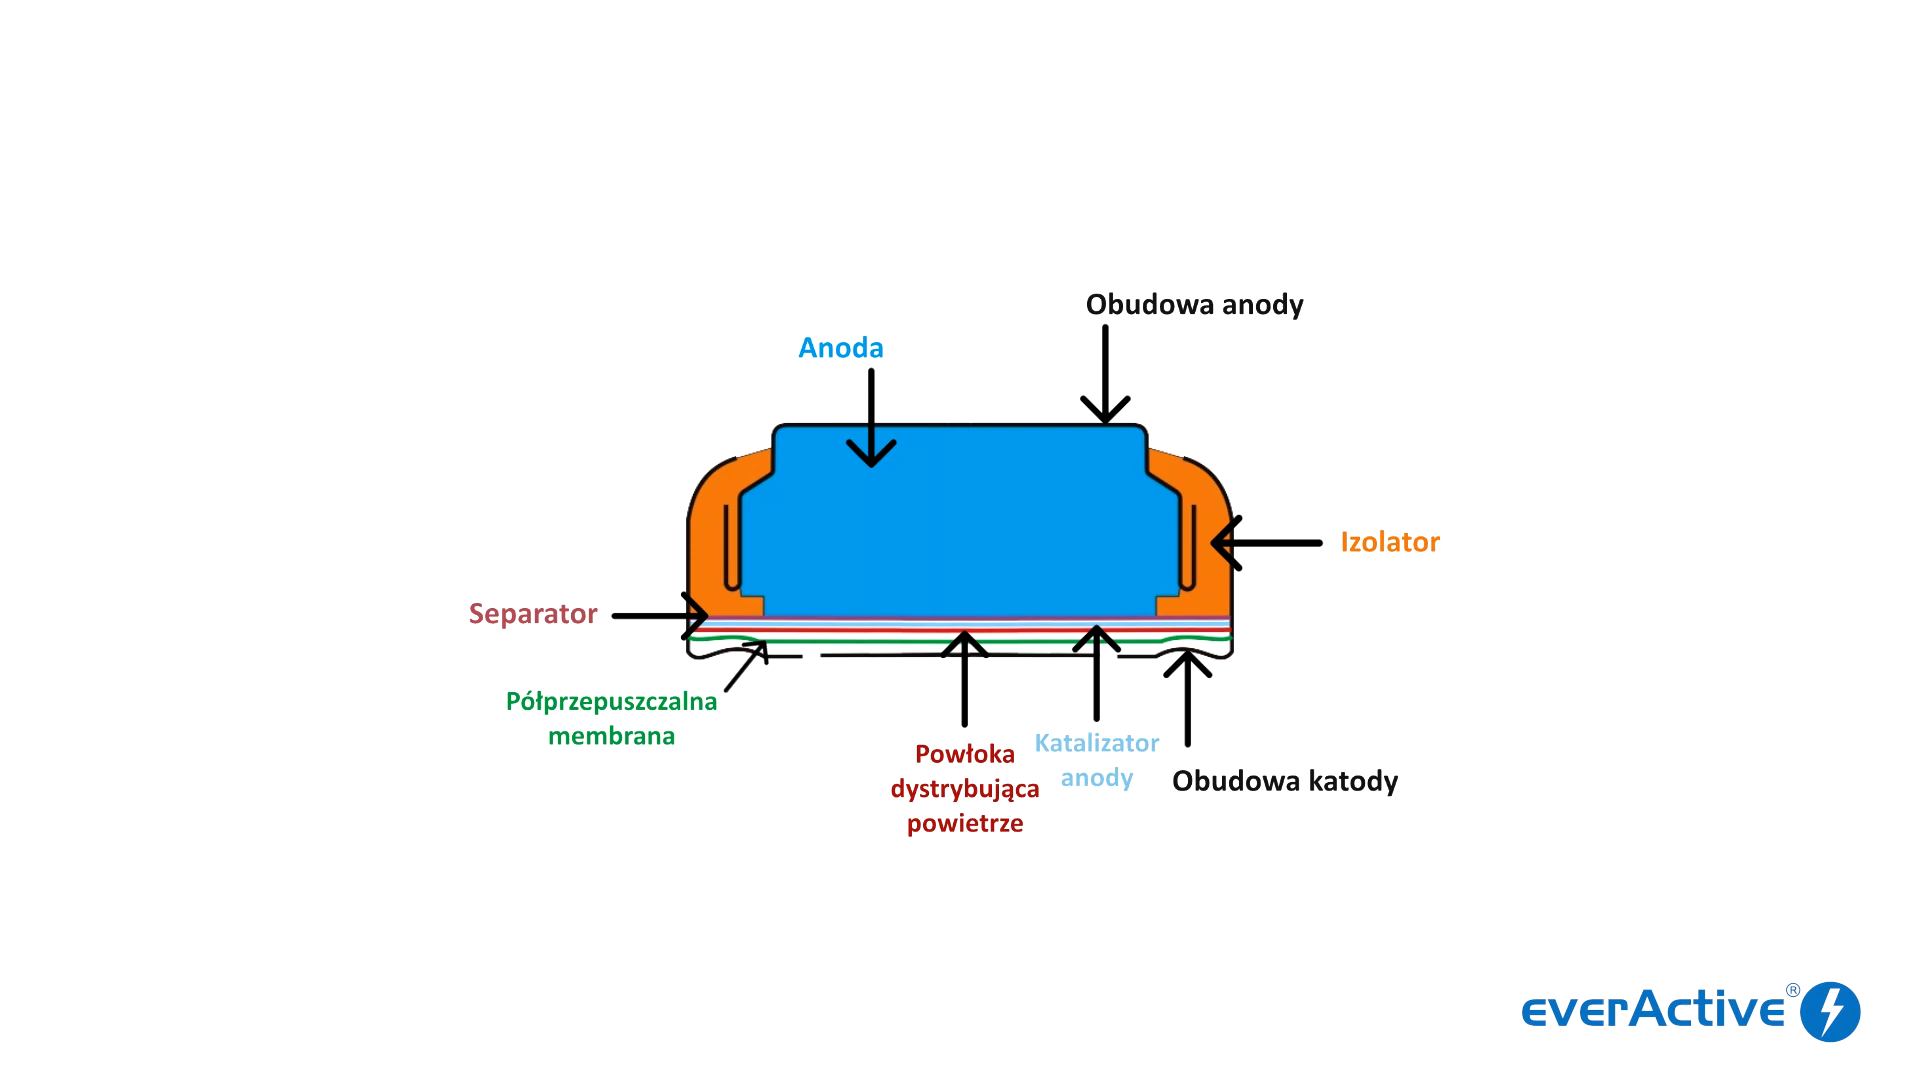 Obudowa anody
Anoda
Izolator
Separator
Półprzepuszczalna
membrana
Powłoka
dystrybująca
powietrze
Katalizator
anody
Obudowa katody
everActive®